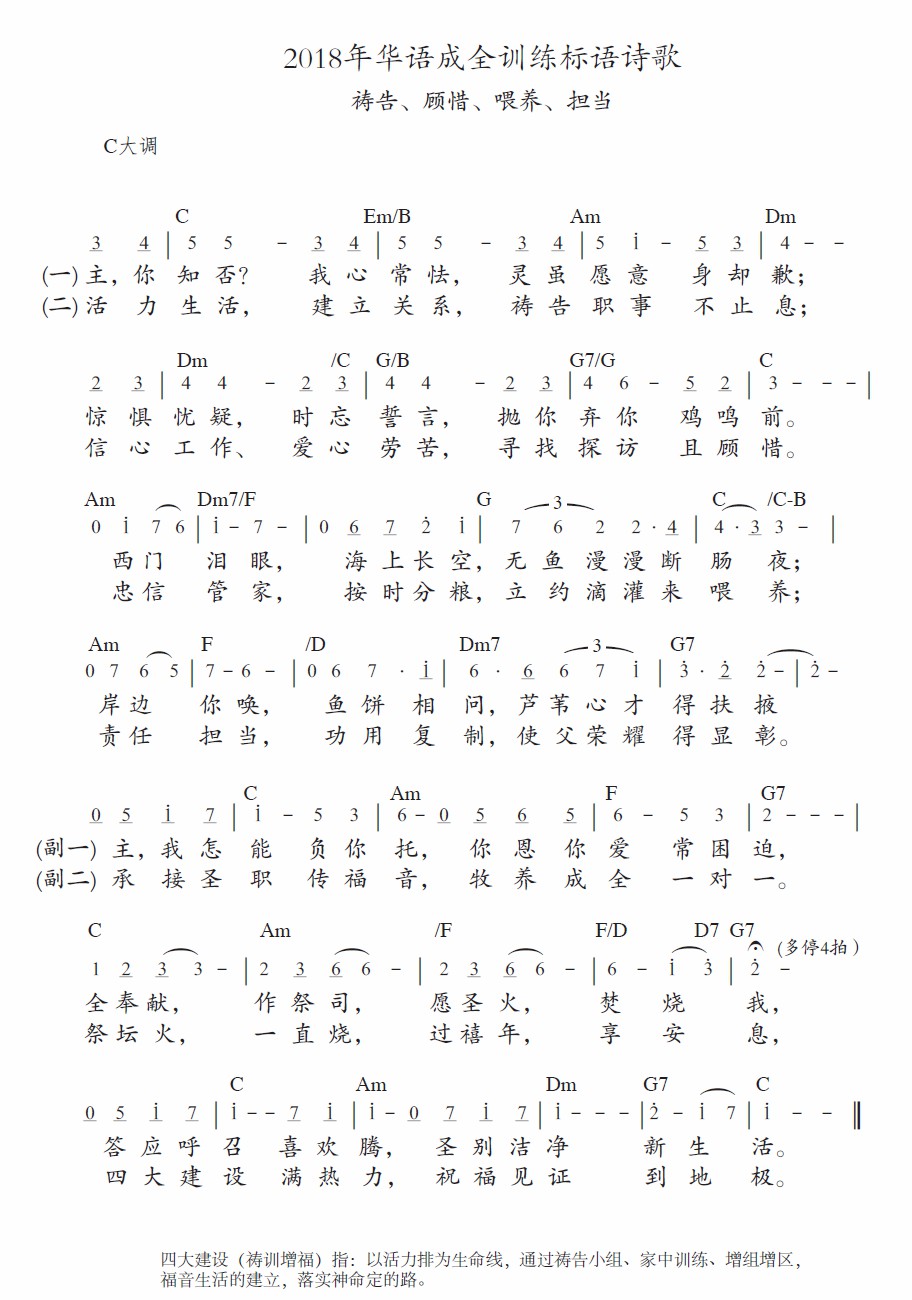 2018年华语成全训练标语诗歌
祷告、顾惜、喂养、担当
C大调
C Em/B Am Dm
3 4 | 5 5 - 3 4 | 5 5 - 3 4 | 5 i - 5 3 | 4 - -
(一) 主，你 知 否？ 我 心 常 怯， 灵 虽 愿 意 身 却 歉；
(二) 活 力 生 活， 建 立 关 系， 祷 告 职 事 不 止 息；
Dm /C G/B G7/G C
2 3 | 4 4 - 2 3 | 4 4 - 2 3 | 4 6 - 5 2 | 3 - - - |
惊 惧 忧 疑， 时 忘 誓 言， 抛 你 弃 你 鸡 鸣 前。
信 心 工 作、 爱 心 劳 苦， 寻 找 探 访 且 顾 惜。
Am Dm7/F G 3 C /C-B
0 i 7 6 | i - 7 - | 0 6 7 2̇ i | 7 6 2 2 · 4 | 4 · 3 3 - |
西 门 泪 眼， 海 上 长 空， 无 鱼 漫 漫 断 肠 夜；
忠 信 管 家， 按 时 分 粮， 立 约 滴 灌 来 喂 养；
Am F /D Dm7 3 G7
0 7 6 5 | 7 - 6 - | 0 6 7 · i | 6 · 6 6 7 i | 3̇ · 2̇ 2̇ - | 2̇ -
岸 边 你 唤， 鱼 饼 相 问， 芦 苇 心 才 得 扶 掖
责 任 担 当， 功 用 复 制， 使 父 荣 耀 得 显 彰。
C Am F G7
0 5 i 7 | i - 5 3 | 6 - 0 5 6 5 | 6 - 5 3 | 2 - - - |
(副一) 主，我 怎 能 负 你 托， 你 恩 你 爱 常 困 迫，
(副二) 承 接 圣 职 传 福 音， 牧 养 成 全 一 对 一。
C Am /F F/D D7 G7 (多停4拍)
1 2 3 3 - | 2 3 6 6 - | 2 3 6 6 - | 6 - i 3̇ | 2̇ -
全 奉 献， 作 祭 司， 愿 圣 火， 焚 烧 我，
祭 坛 火， 一 直 烧， 过 禧 年， 享 安 息，
C Am Dm G7 C
0 5 i 7 | i - - 7 i | i - 0 7 i 7 | i - - | 2̇ - i 7 | i - - ‖
答 应 呼 召 喜 欢 腾， 圣 别 洁 净 新 生 活。
四 大 建 设 满 热 力， 祝 福 见 证 到 地 极。
四大建设（祷训增福）指：以活力排为生命线，通过祷告小组、家中训练、增组增区，
福音生活的建立，落实神命定的路。